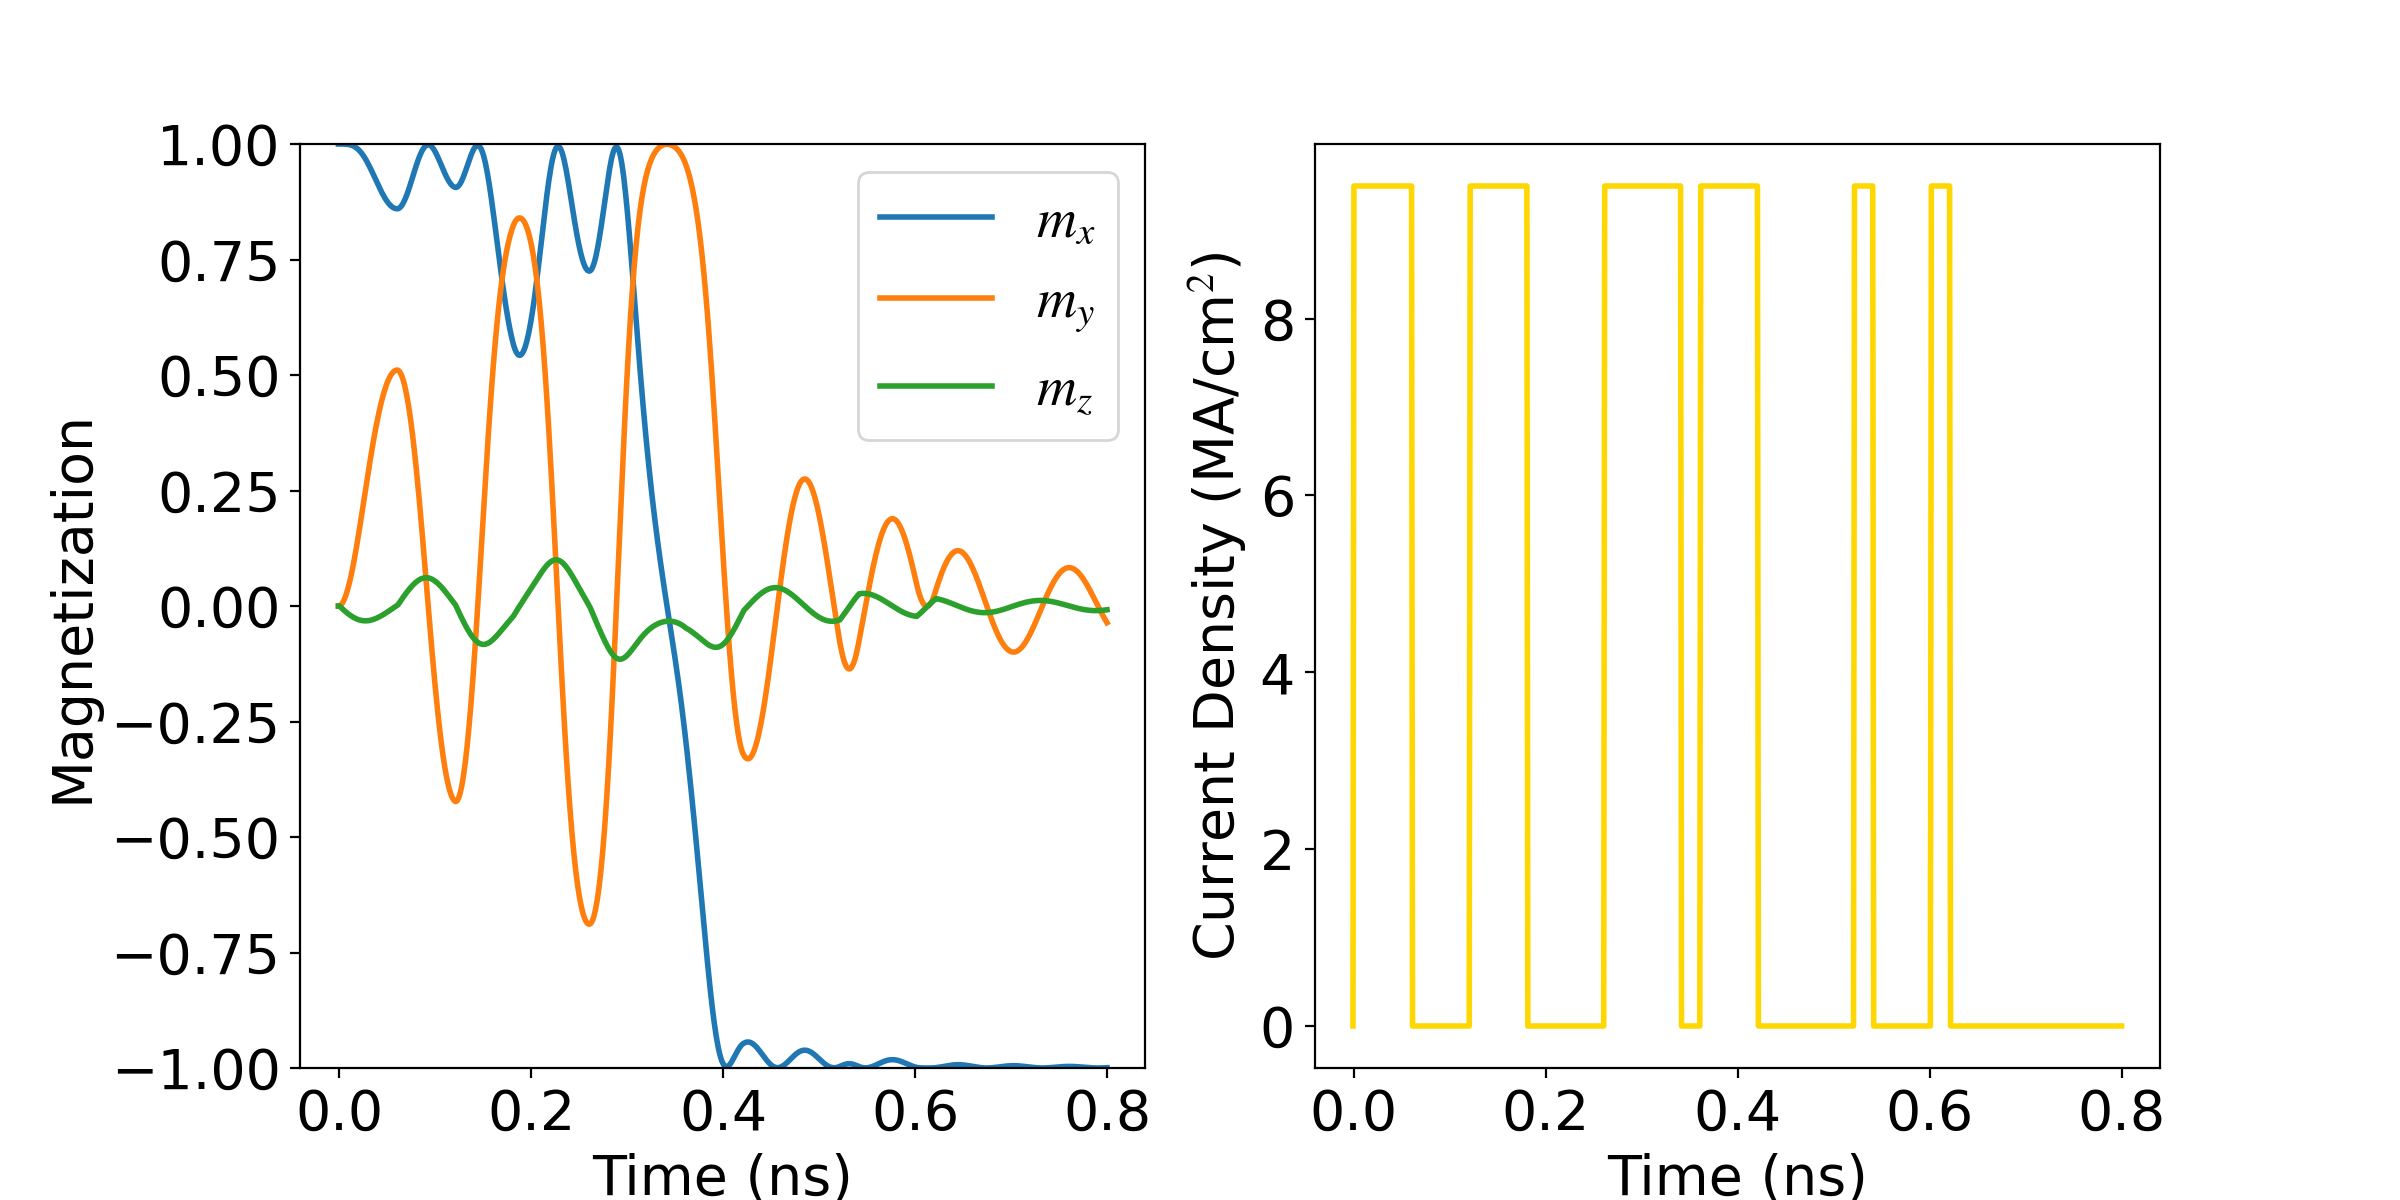 Magnetization
1.00
0.75
0.50
0.25
0.00
−0.25
−0.50
−0.75
−1.00
0.0 0.2 0.4 0.6 0.8
Time (ns)
m_x
m_y
m_z
Current Density (MA/cm²)
8
6
4
2
0
0.0 0.2 0.4 0.6 0.8
Time (ns)